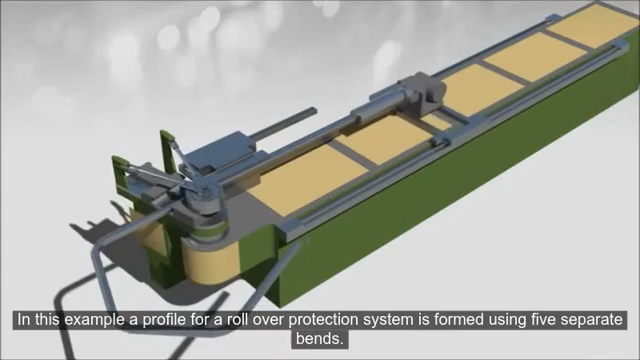 In this example a profile for a roll over protection system is formed using five separate
bends.